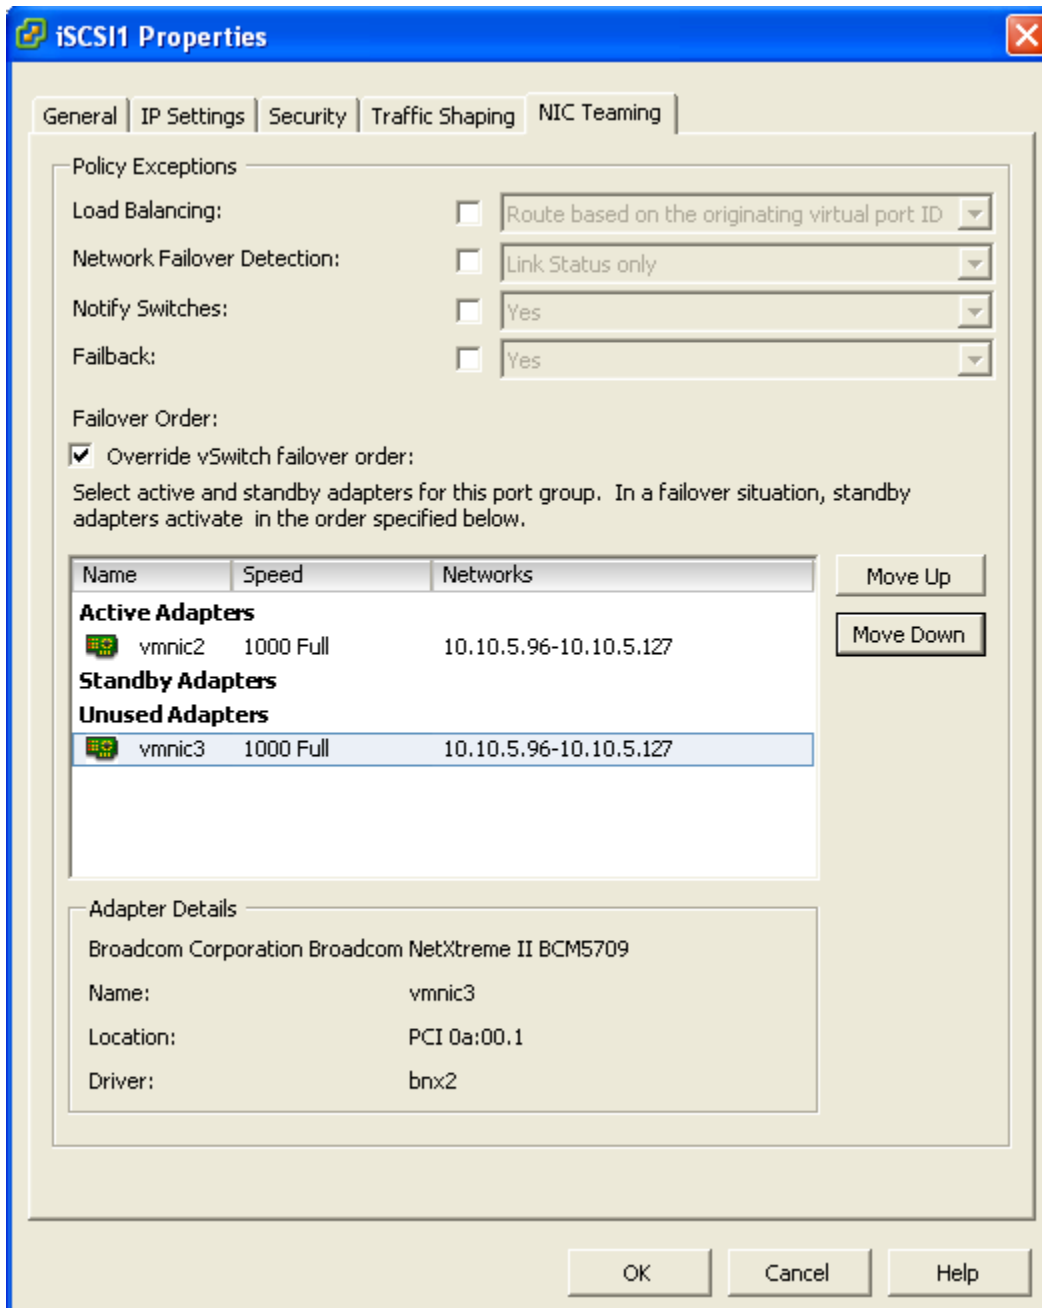 iSCSI1 Properties
General IP Settings Security Traffic Shaping NIC Teaming
Policy Exceptions
Load Balancing: Route based on the originating virtual port ID
Network Failover Detection: Link Status only
Notify Switches: Yes
Failback: Yes
Failover Order:
Override vSwitch failover order:
Select active and standby adapters for this port group. In a failover situation, standby
adapters activate in the order specified below.
Name Speed Networks
Move Up
Active Adapters
vmnic2 1000 Full 10.10.5.96-10.10.5.127
Move Down
Standby Adapters
Unused Adapters
vmnic3 1000 Full 10.10.5.96-10.10.5.127
Adapter Details
Broadcom Corporation Broadcom NetXtreme II BCM5709
Name: vmnic3
Location: PCI 0a:00.1
Driver: bnx2
OK Cancel Help